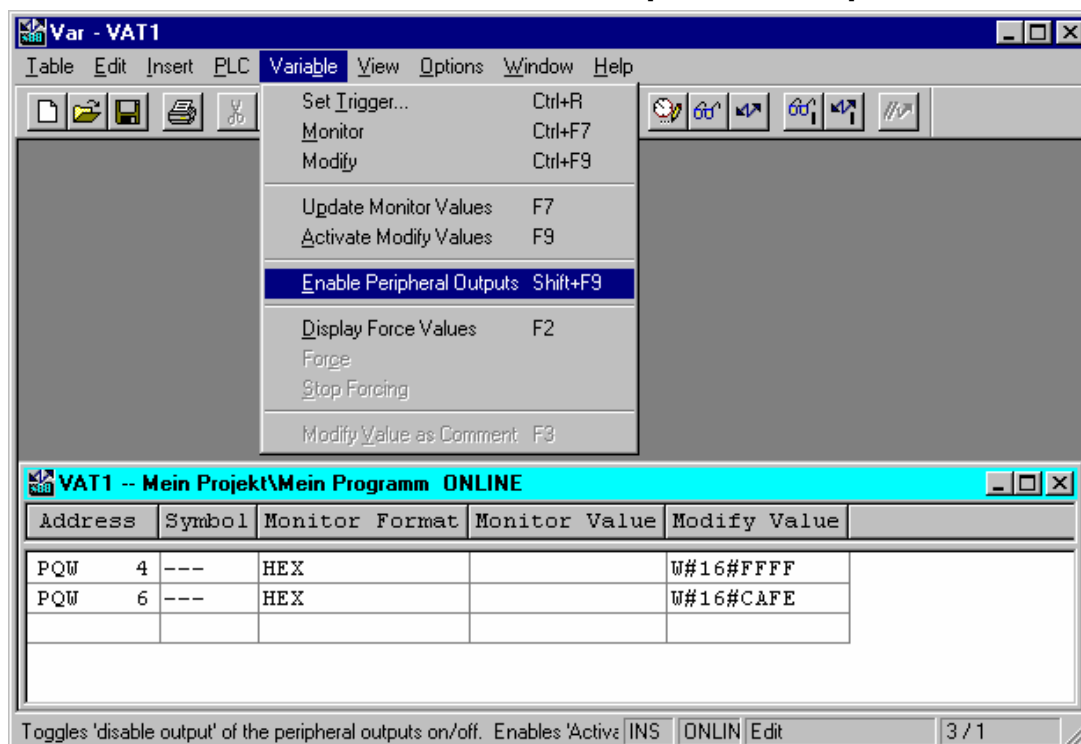 Var - VAT1
Table Edit Insert PLC Variable View Options Window Help
Set Trigger... Ctrl+R
Monitor Ctrl+F7
Modify Ctrl+F9
Update Monitor Values F7
Activate Modify Values F9
Enable Peripheral Outputs Shift+F9
Display Force Values F2
Force
Stop Forcing
Modify Value as Comment F3
VAT1 -- Mein Projekt\Mein Programm ONLINE
Address Symbol Monitor Format Monitor Value Modify Value
PQW 4 --- HEX W#16#FFFF
PQW 6 --- HEX W#16#CAFE
Toggles 'disable output' of the peripheral outputs on/off. Enables 'Activa INS ONLIN Edit 3 / 1